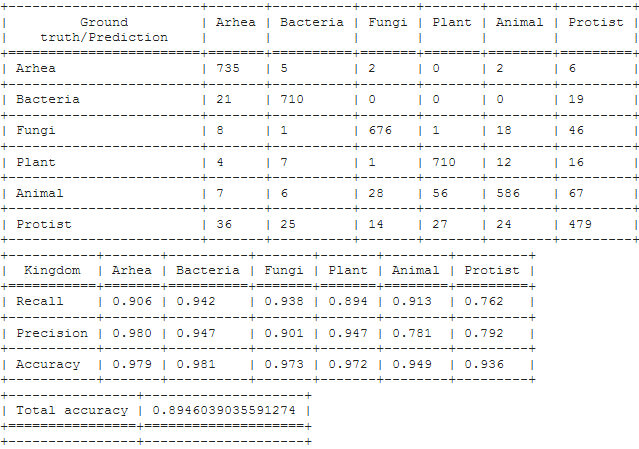 Ground truth/Prediction | Arhea | Bacteria | Fungi | Plant | Animal | Protist
Arhea | 735 | 5 | 2 | 0 | 2 | 6
Bacteria | 21 | 710 | 0 | 0 | 0 | 19
Fungi | 8 | 1 | 676 | 1 | 18 | 46
Plant | 4 | 7 | 1 | 710 | 12 | 16
Animal | 7 | 6 | 28 | 56 | 586 | 67
Protist | 36 | 25 | 14 | 27 | 24 | 479
Kingdom | Arhea | Bacteria | Fungi | Plant | Animal | Protist
Recall | 0.906 | 0.942 | 0.938 | 0.894 | 0.913 | 0.762
Precision | 0.980 | 0.947 | 0.901 | 0.947 | 0.781 | 0.792
Accuracy | 0.979 | 0.981 | 0.973 | 0.972 | 0.949 | 0.936
Total accuracy | 0.8946039035591274